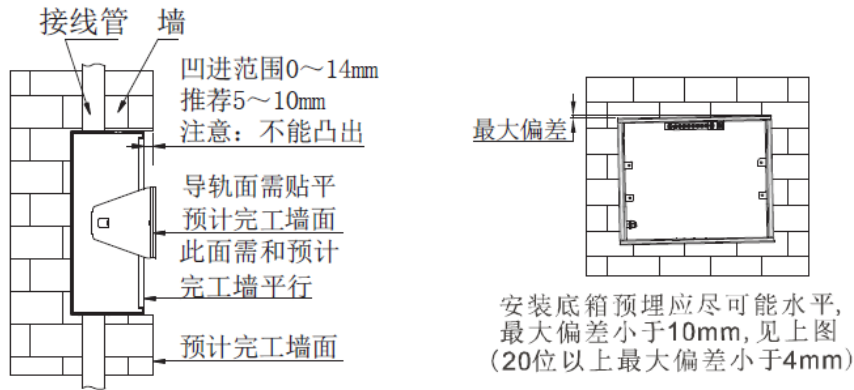 接线管 墙
凹进范围0～14mm
推荐5～10mm
注意：不能凸出
导轨面需贴平
预计完工墙面
此面需和预计
完工墙平行
预计完工墙面
最大偏差
安装底箱预埋应尽可能水平,
最大偏差小于10mm,见上图
(20位以上最大偏差小于4mm)